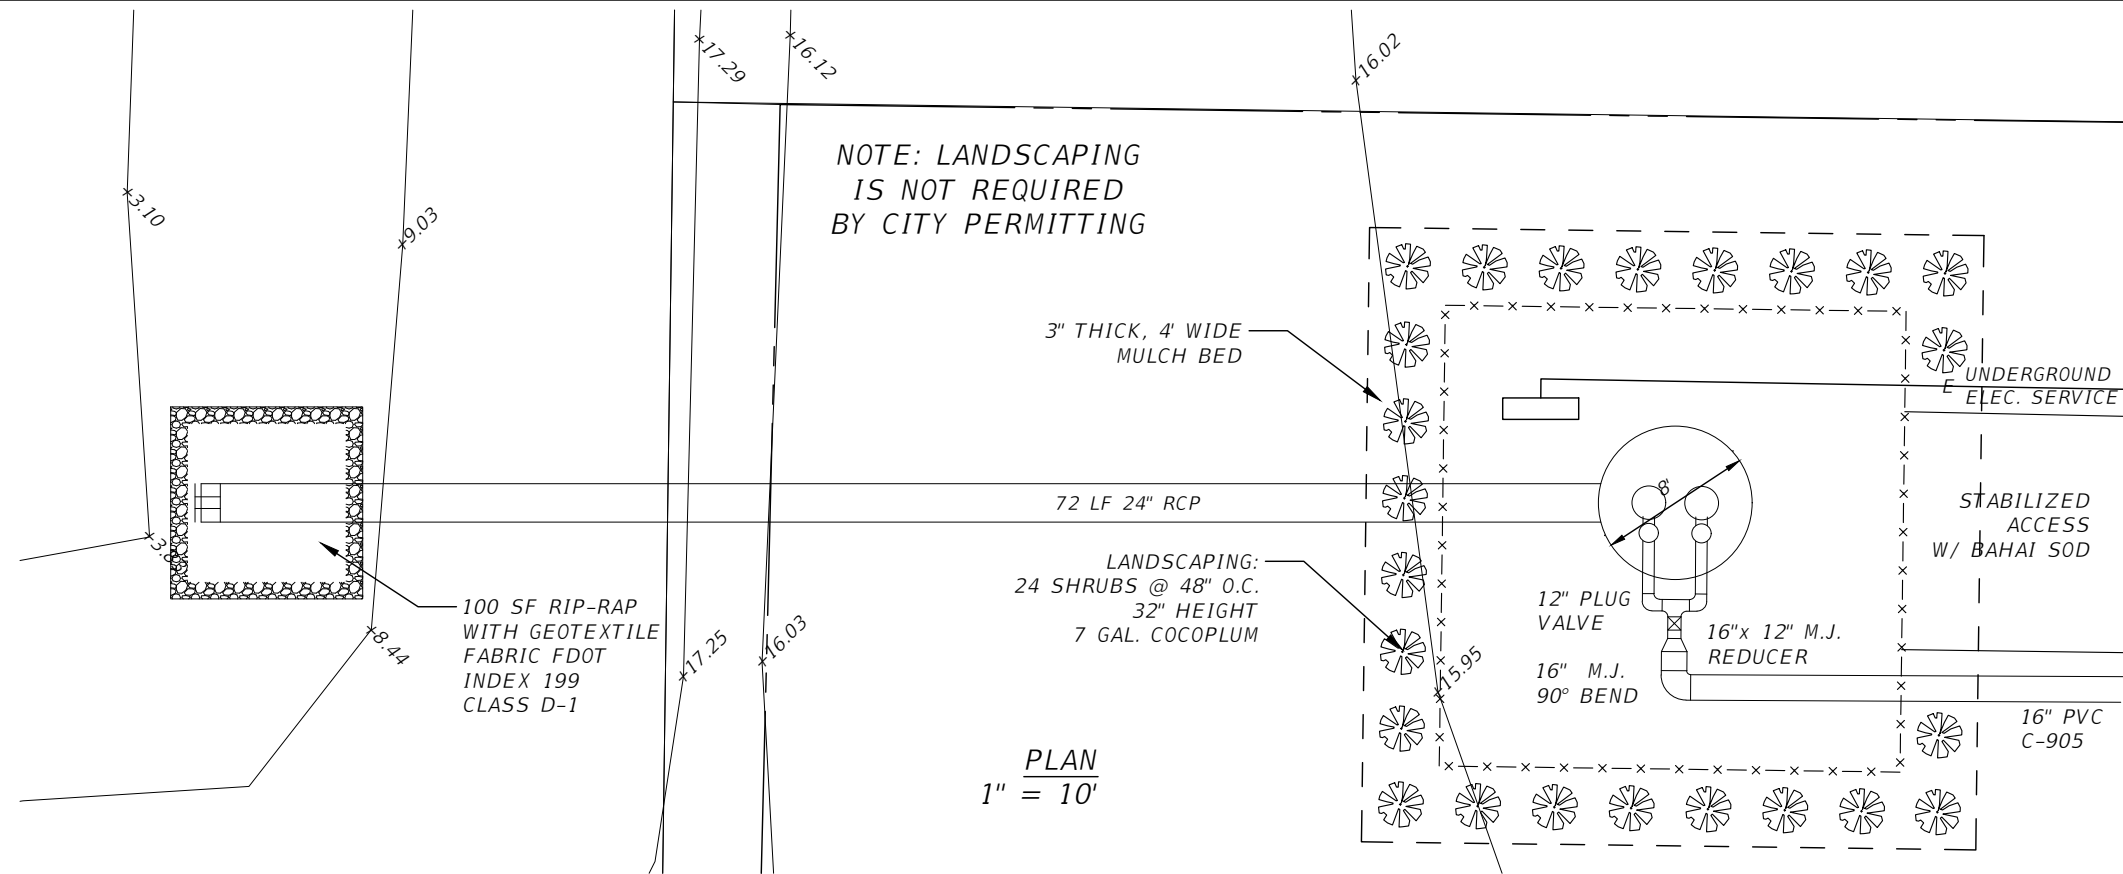 17.29
16.12
16.02
NOTE: LANDSCAPING
IS NOT REQUIRED
BY CITY PERMITTING
3.10
9.03
3" THICK, 4' WIDE
MULCH BED
UNDERGROUND
E
ELEC. SERVICE
8'
72 LF 24" RCP
STABILIZED
ACCESS
W/ BAHAI SOD
LANDSCAPING:
24 SHRUBS @ 48" O.C.
32" HEIGHT
7 GAL. COCOPLUM
12" PLUG
VALVE
16"x 12" M.J.
REDUCER
16" M.J.
90° BEND
100 SF RIP-RAP
WITH GEOTEXTILE
FABRIC FDOT
INDEX 199
CLASS D-1
8.44
17.25
16.03
15.95
16" PVC
C-905
PLAN
1" = 10'